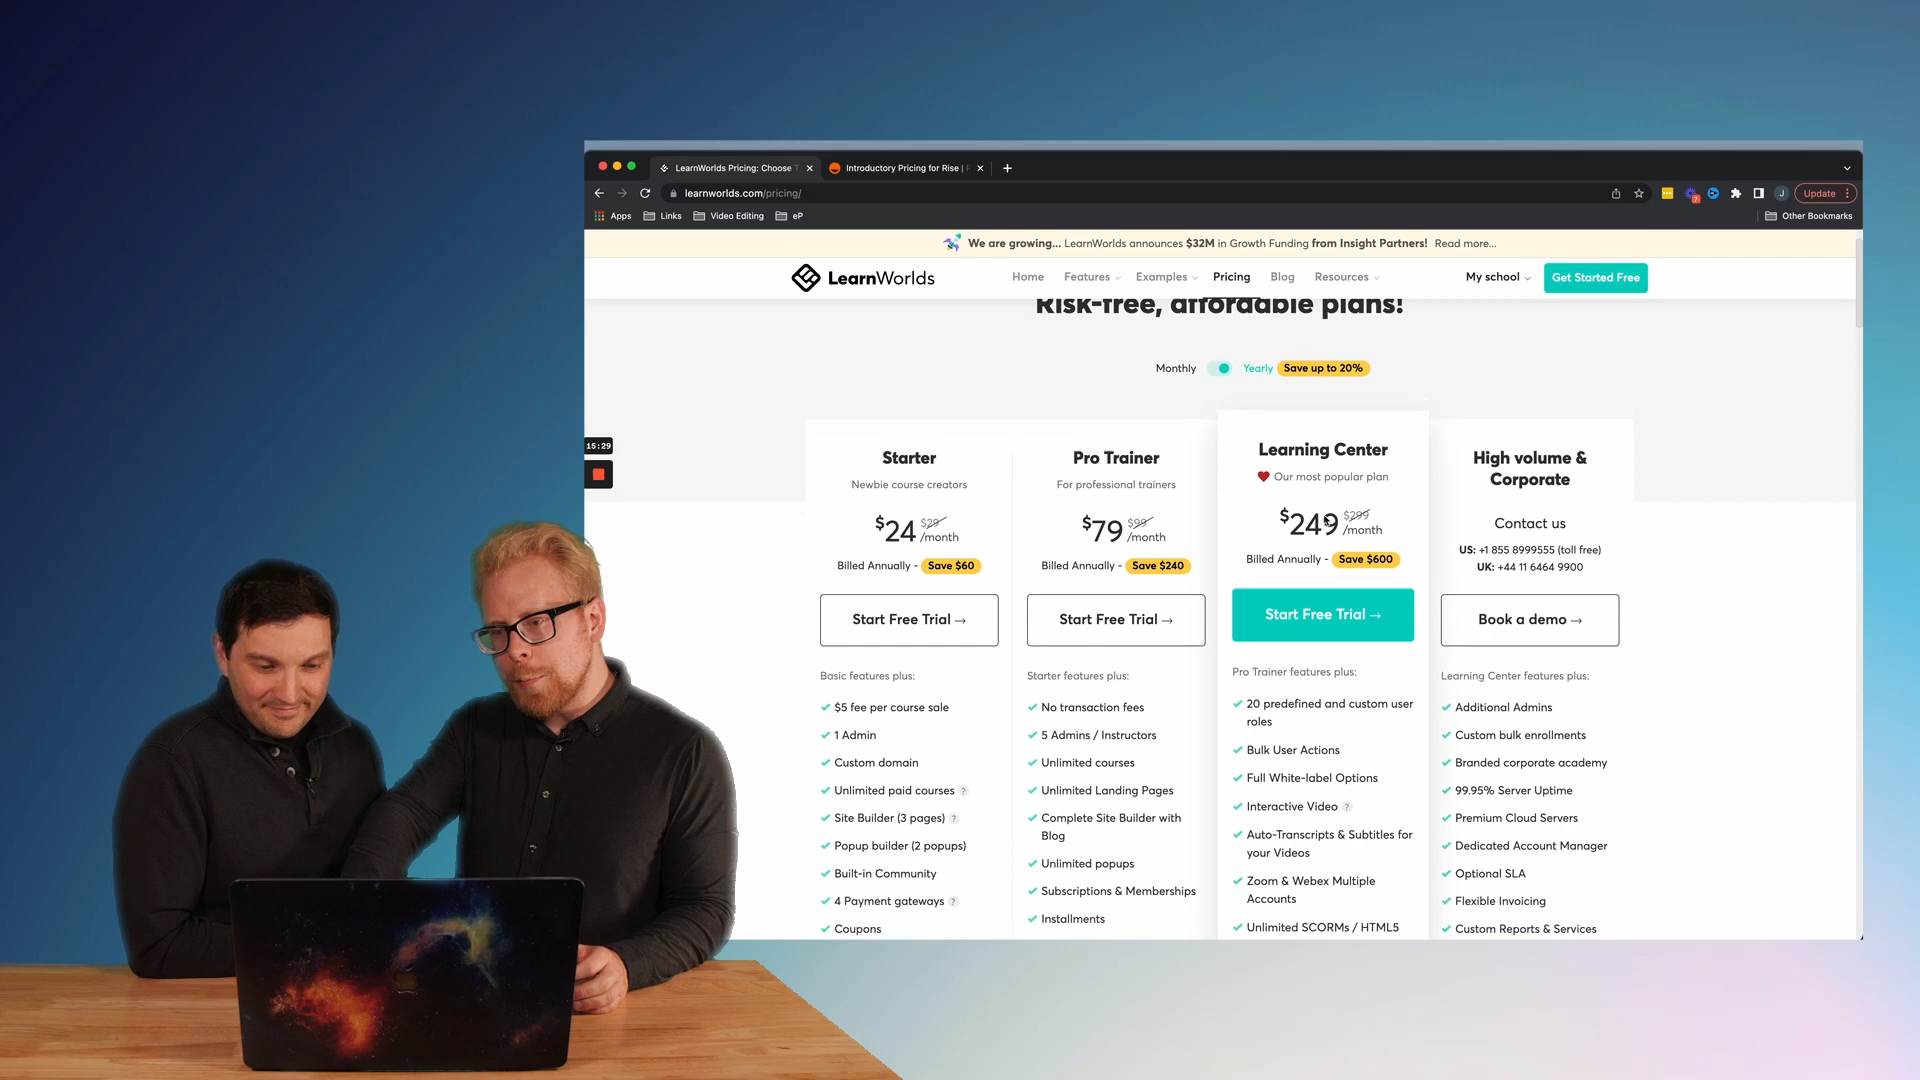 LearnWorlds Pricing: Choose T
Introductory Pricing for Rise |
learnworlds.com/pricing/
J
Update
Apps
Links
Video Editing
eP
Other Bookmarks
We are growing... LearnWorlds announces $32M in Growth Funding from Insight Partners! Read more...
LearnWorlds
Home
Features
Examples
Pricing
Blog
Resources
My school
Get Started Free
Risk-free, affordable plans!
Monthly
Yearly
Save up to 20%
15:29
Starter
Newbie course creators
$24 $29 /month
Billed Annually - Save $60
Start Free Trial →
Basic features plus:
$5 fee per course sale
1 Admin
Custom domain
Unlimited paid courses ?
Site Builder (3 pages) ?
Popup builder (2 popups)
Built-in Community
4 Payment gateways ?
Coupons
Pro Trainer
For professional trainers
$79 $99 /month
Billed Annually - Save $240
Start Free Trial →
Starter features plus:
No transaction fees
5 Admins / Instructors
Unlimited courses
Unlimited Landing Pages
Complete Site Builder with
Blog
Unlimited popups
Subscriptions & Memberships
Installments
Learning Center
Our most popular plan
$249 $299 /month
Billed Annually - Save $600
Start Free Trial →
Pro Trainer features plus:
20 predefined and custom user
roles
Bulk User Actions
Full White-label Options
Interactive Video ?
Auto-Transcripts & Subtitles for
your Videos
Zoom & Webex Multiple
Accounts
Unlimited SCORMs / HTML5
High volume &
Corporate
Contact us
US: +1 855 8999555 (toll free)
UK: +44 11 6464 9900
Book a demo →
Learning Center features plus:
Additional Admins
Custom bulk enrollments
Branded corporate academy
99.95% Server Uptime
Premium Cloud Servers
Dedicated Account Manager
Optional SLA
Flexible Invoicing
Custom Reports & Services